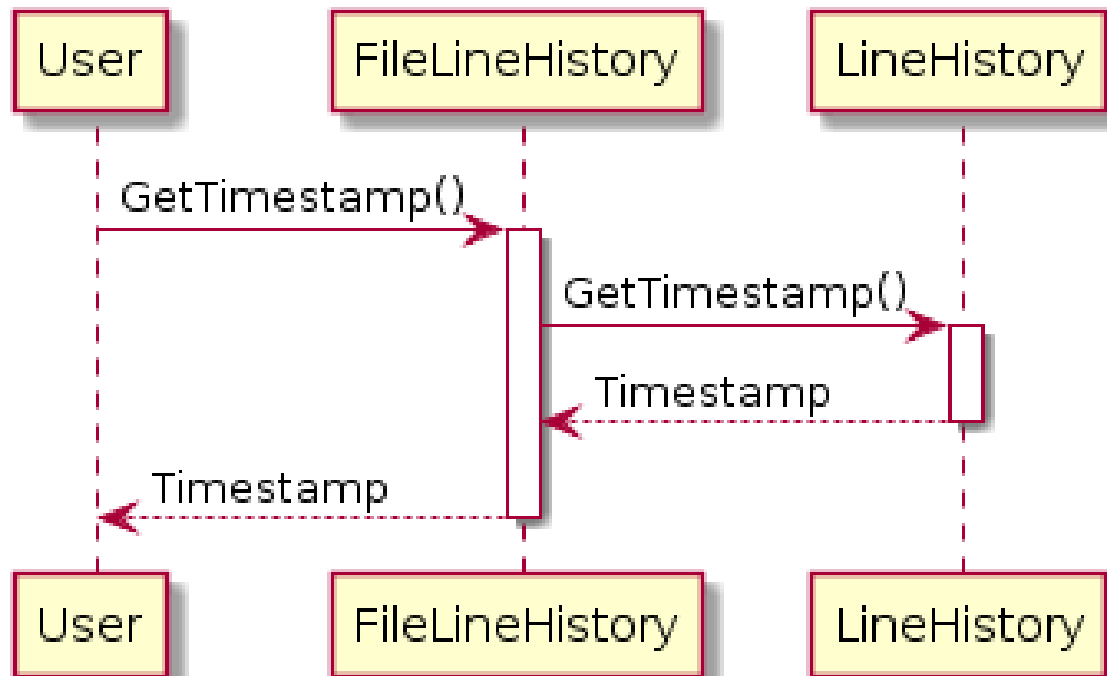 User
FileLineHistory
LineHistory
GetTimestamp()
GetTimestamp()
Timestamp
Timestamp
User
FileLineHistory
LineHistory